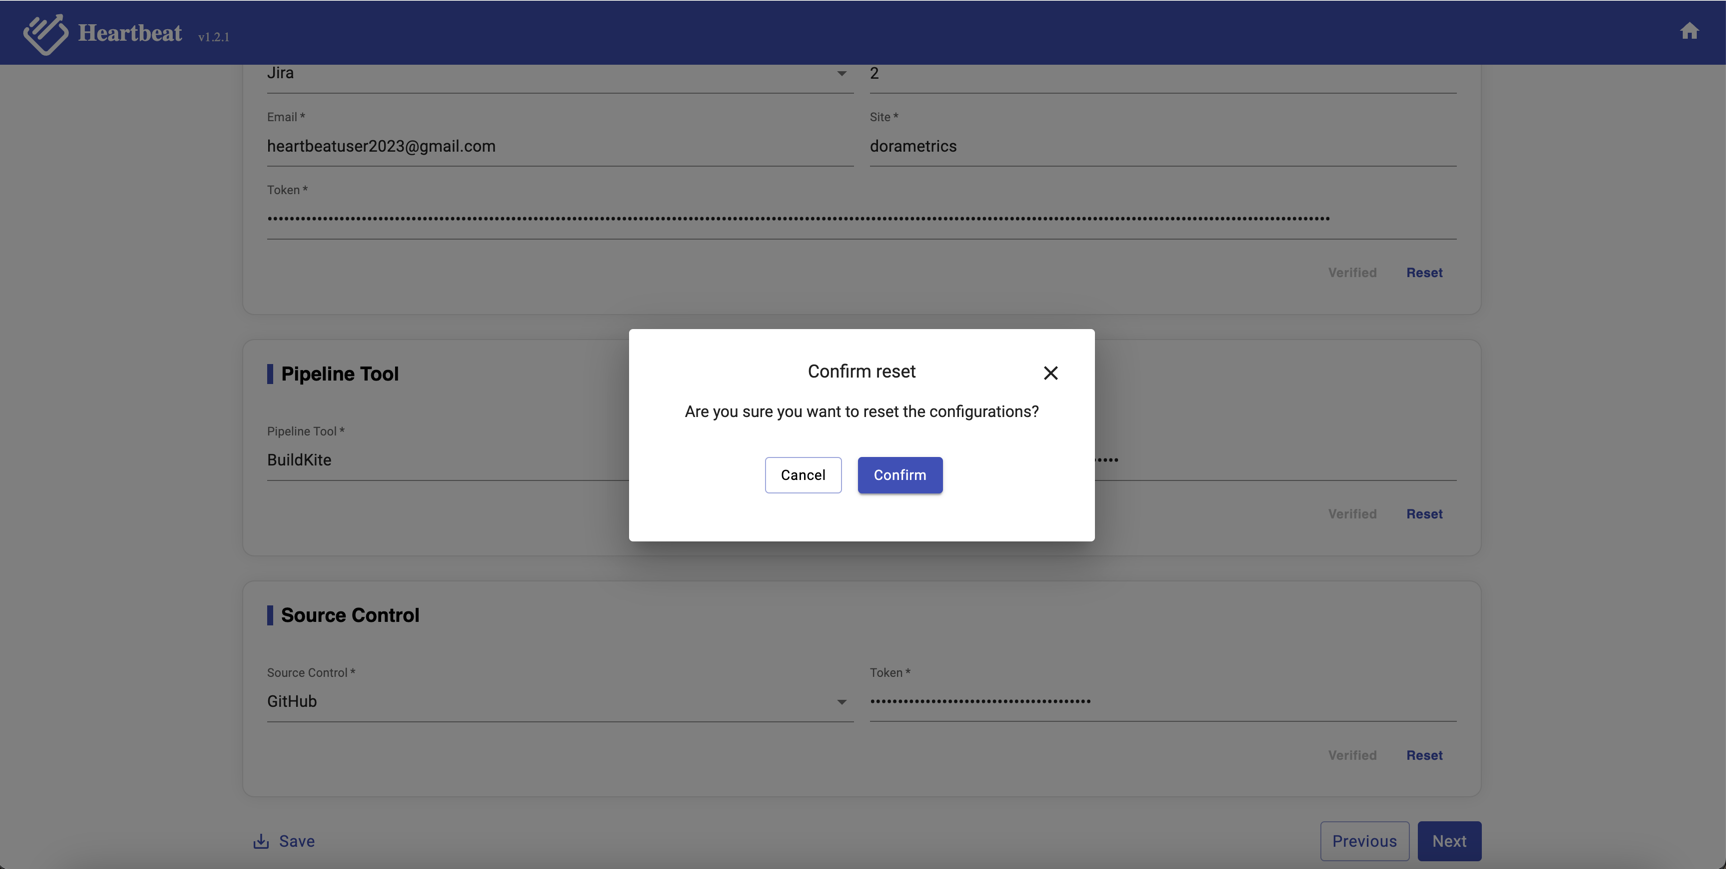 Heartbeat v1.2.1
Jira
2
Email *
Site *
heartbeatuser2023@gmail.com
dorametrics
Token *
••••••••••••••••••••••••••••••••••••••••••••••••••••••••••••••••••••••••••••••••••••••••••••••••••••••••••••••••••••••••••••••••••••••••••••••••••••••••••••••••••••••••••••••••••••••••••••••••
Verified Reset
Pipeline Tool
Pipeline Tool *
BuildKite
•••••
Verified Reset
Confirm reset
Are you sure you want to reset the configurations?
Cancel Confirm
Source Control
Source Control *
Token *
GitHub
••••••••••••••••••••••••••••••••••••••••
Verified Reset
Save
Previous Next